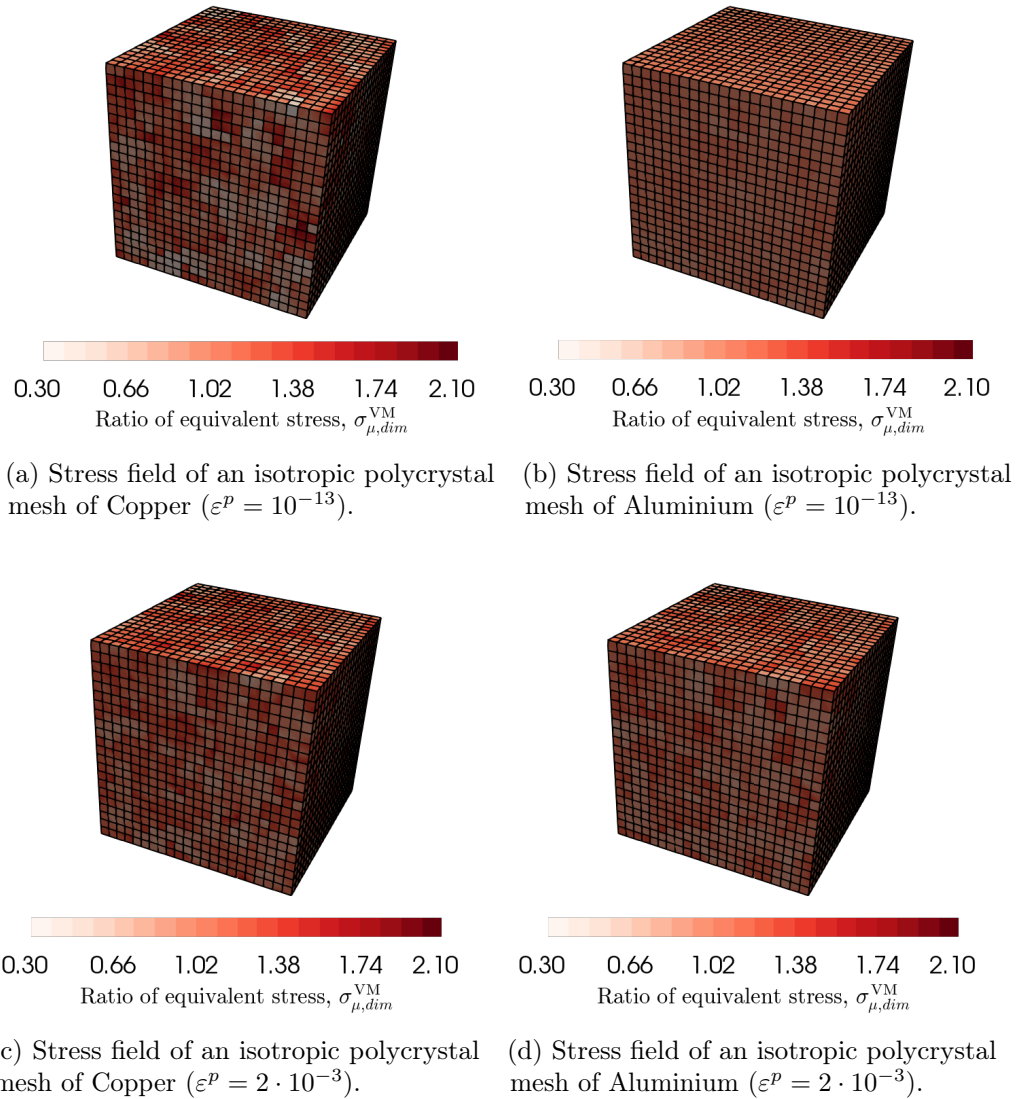 0.30 0.66 1.02 1.38 1.74 2.10
Ratio of equivalent stress, σ^VM_μ,dim
(a) Stress field of an isotropic polycrystal
mesh of Copper (ε^p = 10^−13).
0.30 0.66 1.02 1.38 1.74 2.10
Ratio of equivalent stress, σ^VM_μ,dim
(b) Stress field of an isotropic polycrystal
mesh of Aluminium (ε^p = 10^−13).
0.30 0.66 1.02 1.38 1.74 2.10
Ratio of equivalent stress, σ^VM_μ,dim
c) Stress field of an isotropic polycrystal
mesh of Copper (ε^p = 2 · 10^−3).
0.30 0.66 1.02 1.38 1.74 2.10
Ratio of equivalent stress, σ^VM_μ,dim
(d) Stress field of an isotropic polycrystal
mesh of Aluminium (ε^p = 2 · 10^−3).